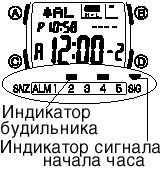 A B
AL
P 10:58 ----
A 12:00-2
C D
SNZ ALM 1 2 3 4 5 SIG
Индикатор
будильника
Индикатор сигнала
начала часа